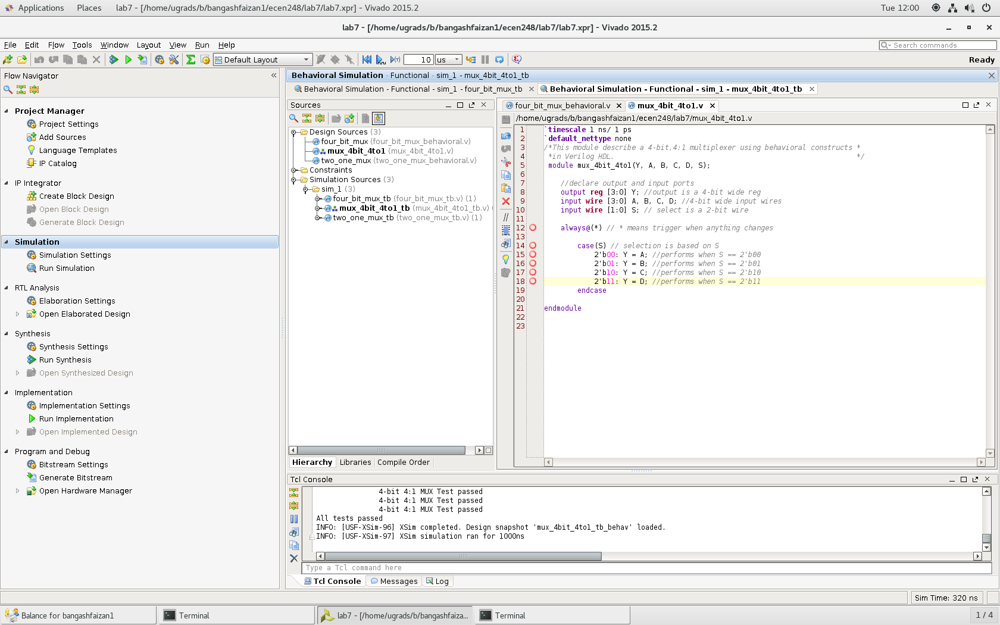 Applications Places lab7 - [/home/ugrads/b/bangashfaizan1/ecen248/lab7/lab7.xpr] - Vivado 2015.2 Tue 12:00
lab7 - [/home/ugrads/b/bangashfaizan1/ecen248/lab7/lab7.xpr] - Vivado 2015.2
File Edit Flow Tools Window Layout View Run Help Search commands
Default Layout 10 us Ready
Flow Navigator
Project Manager
Project Settings
Add Sources
Language Templates
IP Catalog
IP Integrator
Create Block Design
Open Block Design
Generate Block Design
Simulation
Simulation Settings
Run Simulation
RTL Analysis
Elaboration Settings
Open Elaborated Design
Synthesis
Synthesis Settings
Run Synthesis
Open Synthesized Design
Implementation
Implementation Settings
Run Implementation
Open Implemented Design
Program and Debug
Bitstream Settings
Generate Bitstream
Open Hardware Manager
Behavioral Simulation - Functional - sim_1 - mux_4bit_4to1_tb
Behavioral Simulation - Functional - sim_1 - four_bit_mux_tb
Behavioral Simulation - Functional - sim_1 - mux_4bit_4to1_tb
Sources
Design Sources (3)
four_bit_mux (four_bit_mux_behavioral.v)
mux_4bit_4to1 (mux_4bit_4to1.v)
two_one_mux (two_one_mux_behavioral.v)
Constraints
Simulation Sources (3)
sim_1 (3)
four_bit_mux_tb (four_bit_mux_tb.v) (1)
mux_4bit_4to1_tb (mux_4bit_4to1_tb.v) (
two_one_mux_tb (two_one_mux_tb.v) (1)
Hierarchy Libraries Compile Order
four_bit_mux_behavioral.v mux_4bit_4to1.v
/home/ugrads/b/bangashfaizan1/ecen248/lab7/mux_4bit_4to1.v
1 `timescale 1 ns/ 1 ps
2 `default_nettype none
3 /*This module describe a 4-bit,4:1 multiplexer using behavioral constructs *
4 *in Verilog HDL. */
5 module mux_4bit_4to1(Y, A, B, C, D, S);
6
7 //declare output and input ports
8 output reg [3:0] Y; //output is a 4-bit wide reg
9 input wire [3:0] A, B, C, D; //4-bit wide input wires
10 input wire [1:0] S; // select is a 2-bit wire
11
12 always@(*) // * means trigger when anything changes
13
14 case(S) // selection is based on S
15 2'b00: Y = A; //performs when S == 2'b00
16 2'b01: Y = B; //performs when S == 2'b01
17 2'b10: Y = C; //performs when S == 2'b10
18 2'b11: Y = D; //performs when S == 2'b11
19 endcase
20
21 endmodule
22
23
Tcl Console
4-bit 4:1 MUX Test passed
4-bit 4:1 MUX Test passed
4-bit 4:1 MUX Test passed
All tests passed
INFO: [USF-XSim-96] XSim completed. Design snapshot 'mux_4bit_4to1_tb_behav' loaded.
INFO: [USF-XSim-97] XSim simulation ran for 1000ns
Type a Tcl command here
Tcl Console Messages Log
Sim Time: 320 ns
Balance for bangashfaizan1 Terminal lab7 - [/home/ugrads/b/bangashfaiza... Terminal 1 / 4